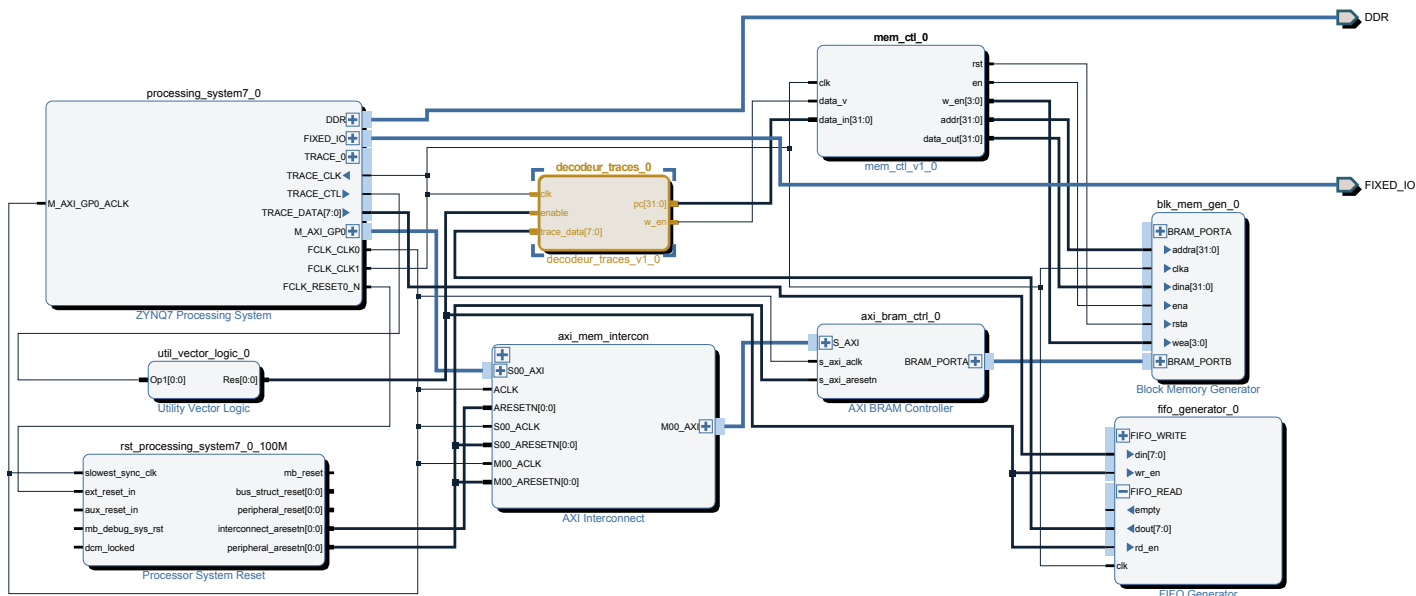 DDR
mem_ctl_0
rst
clk
en
data_v
w_en[3:0]
data_in[31:0]
addr[31:0]
data_out[31:0]
mem_ctl_v1_0
processing_system7_0
DDR
FIXED_IO
TRACE_0
TRACE_CLK
TRACE_CTL
M_AXI_GP0_ACLK
TRACE_DATA[7:0]
M_AXI_GP0
FCLK_CLK0
FCLK_CLK1
FCLK_RESET0_N
ZYNQ7 Processing System
decodeur_traces_0
clk
pc[31:0]
enable
w_en
trace_data[7:0]
decodeur_traces_v1_0
FIXED_IO
blk_mem_gen_0
BRAM_PORTA
addra[31:0]
clka
dina[31:0]
ena
rsta
wea[3:0]
BRAM_PORTB
Block Memory Generator
util_vector_logic_0
Op1[0:0]
Res[0:0]
Utility Vector Logic
axi_mem_intercon
S00_AXI
ACLK
ARESETN[0:0]
S00_ACLK
M00_AXI
S00_ARESETN[0:0]
M00_ACLK
M00_ARESETN[0:0]
AXI Interconnect
axi_bram_ctrl_0
S_AXI
s_axi_aclk
BRAM_PORTA
s_axi_aresetn
AXI BRAM Controller
fifo_generator_0
FIFO_WRITE
din[7:0]
wr_en
FIFO_READ
empty
dout[7:0]
rd_en
clk
FIFO Generator
rst_processing_system7_0_100M
slowest_sync_clk
mb_reset
ext_reset_in
bus_struct_reset[0:0]
aux_reset_in
peripheral_reset[0:0]
mb_debug_sys_rst
interconnect_aresetn[0:0]
dcm_locked
peripheral_aresetn[0:0]
Processor System Reset